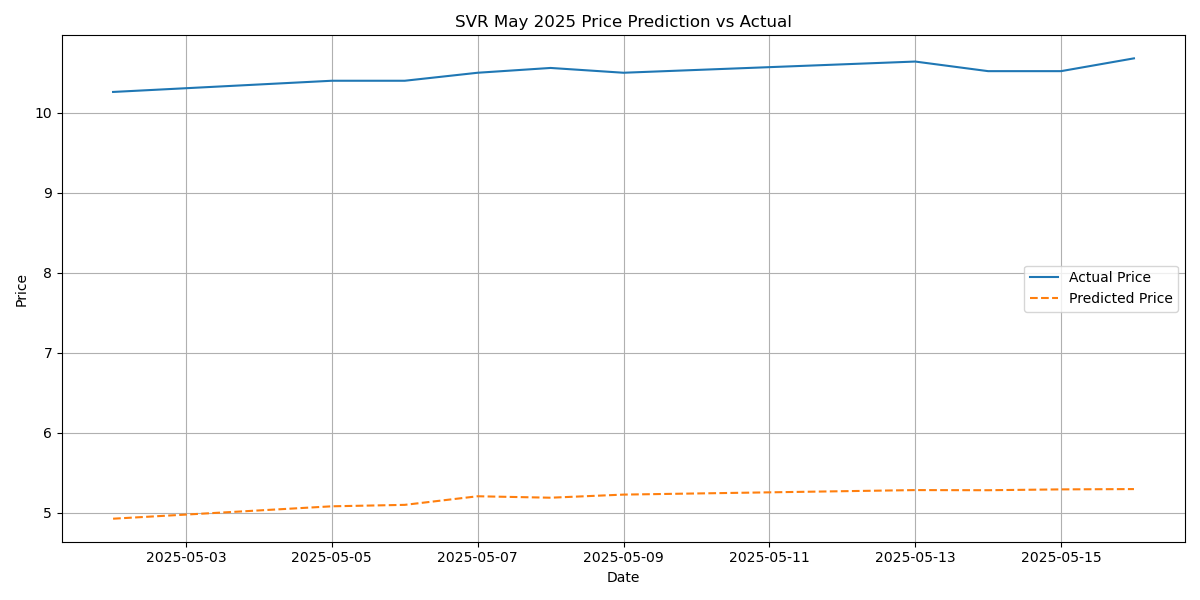 SVR May 2025 Price Prediction vs Actual
10
9
8
7
6
5
Price
Actual Price
Predicted Price
2025-05-03
2025-05-05
2025-05-07
2025-05-09
2025-05-11
2025-05-13
2025-05-15
Date